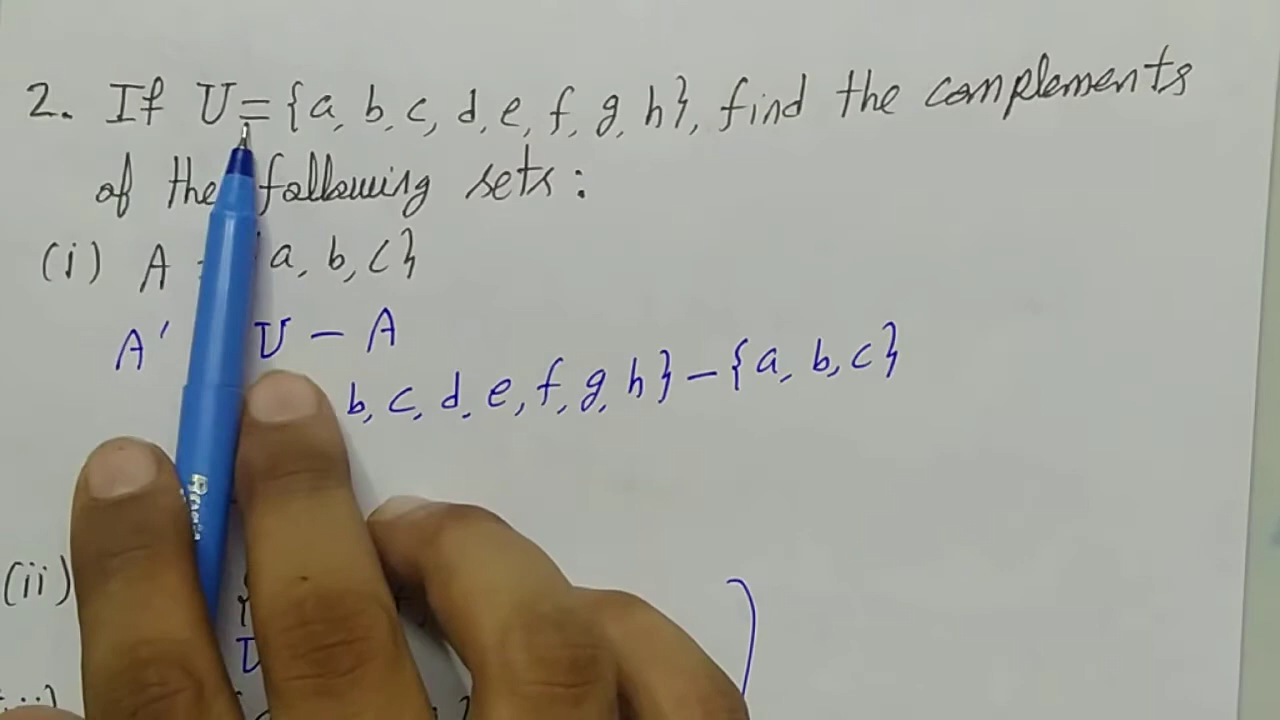 2. If U = {a, b, c, d, e, f, g, h}, find the complements
of the following sets:
(i) A {a, b, c}
A' U - A
b, c, d, e, f, g, h} - {a, b, c}
(ii)